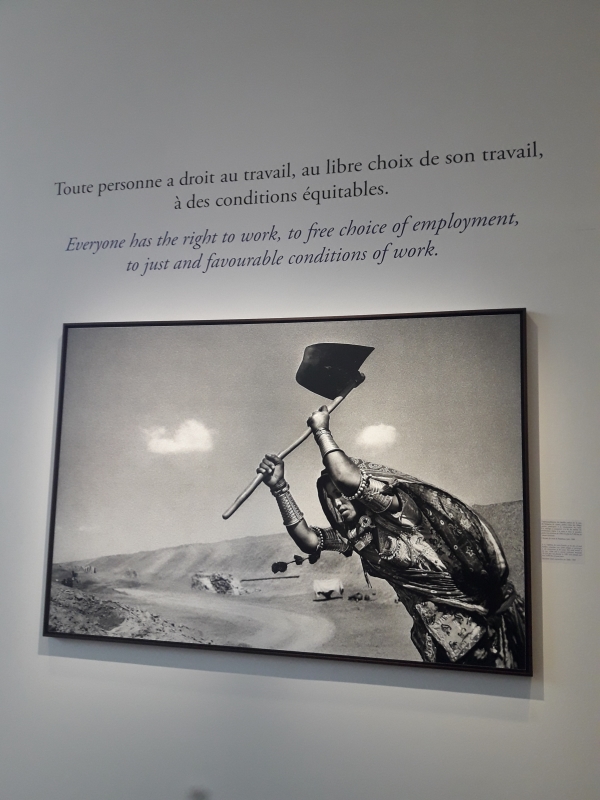 Toute personne a droit au travail, au libre choix de son travail,
à des conditions équitables.
Everyone has the right to work, to free choice of employment,
to just and favourable conditions of work.